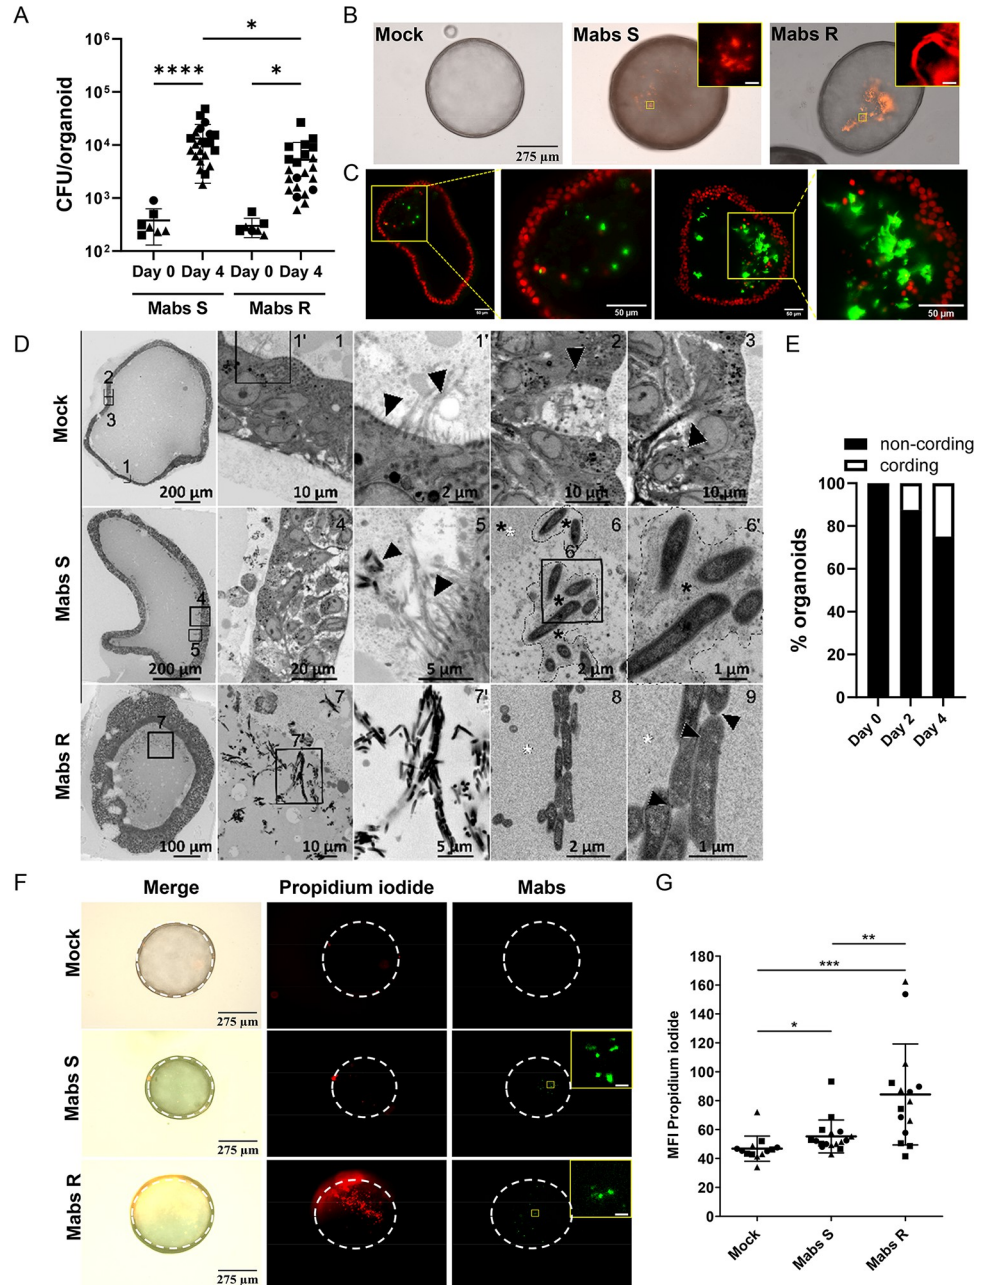 A
CFU/organoid
10⁶
10⁵
10⁴
10³
10²
****
*
*
Day 0 Day 4 Day 0 Day 4
Mabs S Mabs R
B
Mock
275 µm
Mabs S
Mabs R
C
50 µm
50 µm
50 µm
50 µm
D
Mock
2
3
1
200 µm
1' 1
10 µm
1'
2 µm
2
10 µm
3
10 µm
Mabs S
4
5
200 µm
4
20 µm
5
5 µm
* * * 6
6'
*
*
2 µm
6'
*
1 µm
Mabs R
7
100 µm
7
7'
10 µm
7'
5 µm
8
*
2 µm
9
*
1 µm
E
non-cording
cording
% organoids
100
80
60
40
20
0
Day 0
Day 2
Day 4
F
Merge Propidium iodide Mabs
Mock
275 µm
Mabs S
275 µm
Mabs R
275 µm
G
MFI Propidium iodide
180
160
140
120
100
80
60
40
20
0
**
***
*
Mock
Mabs S
Mabs R